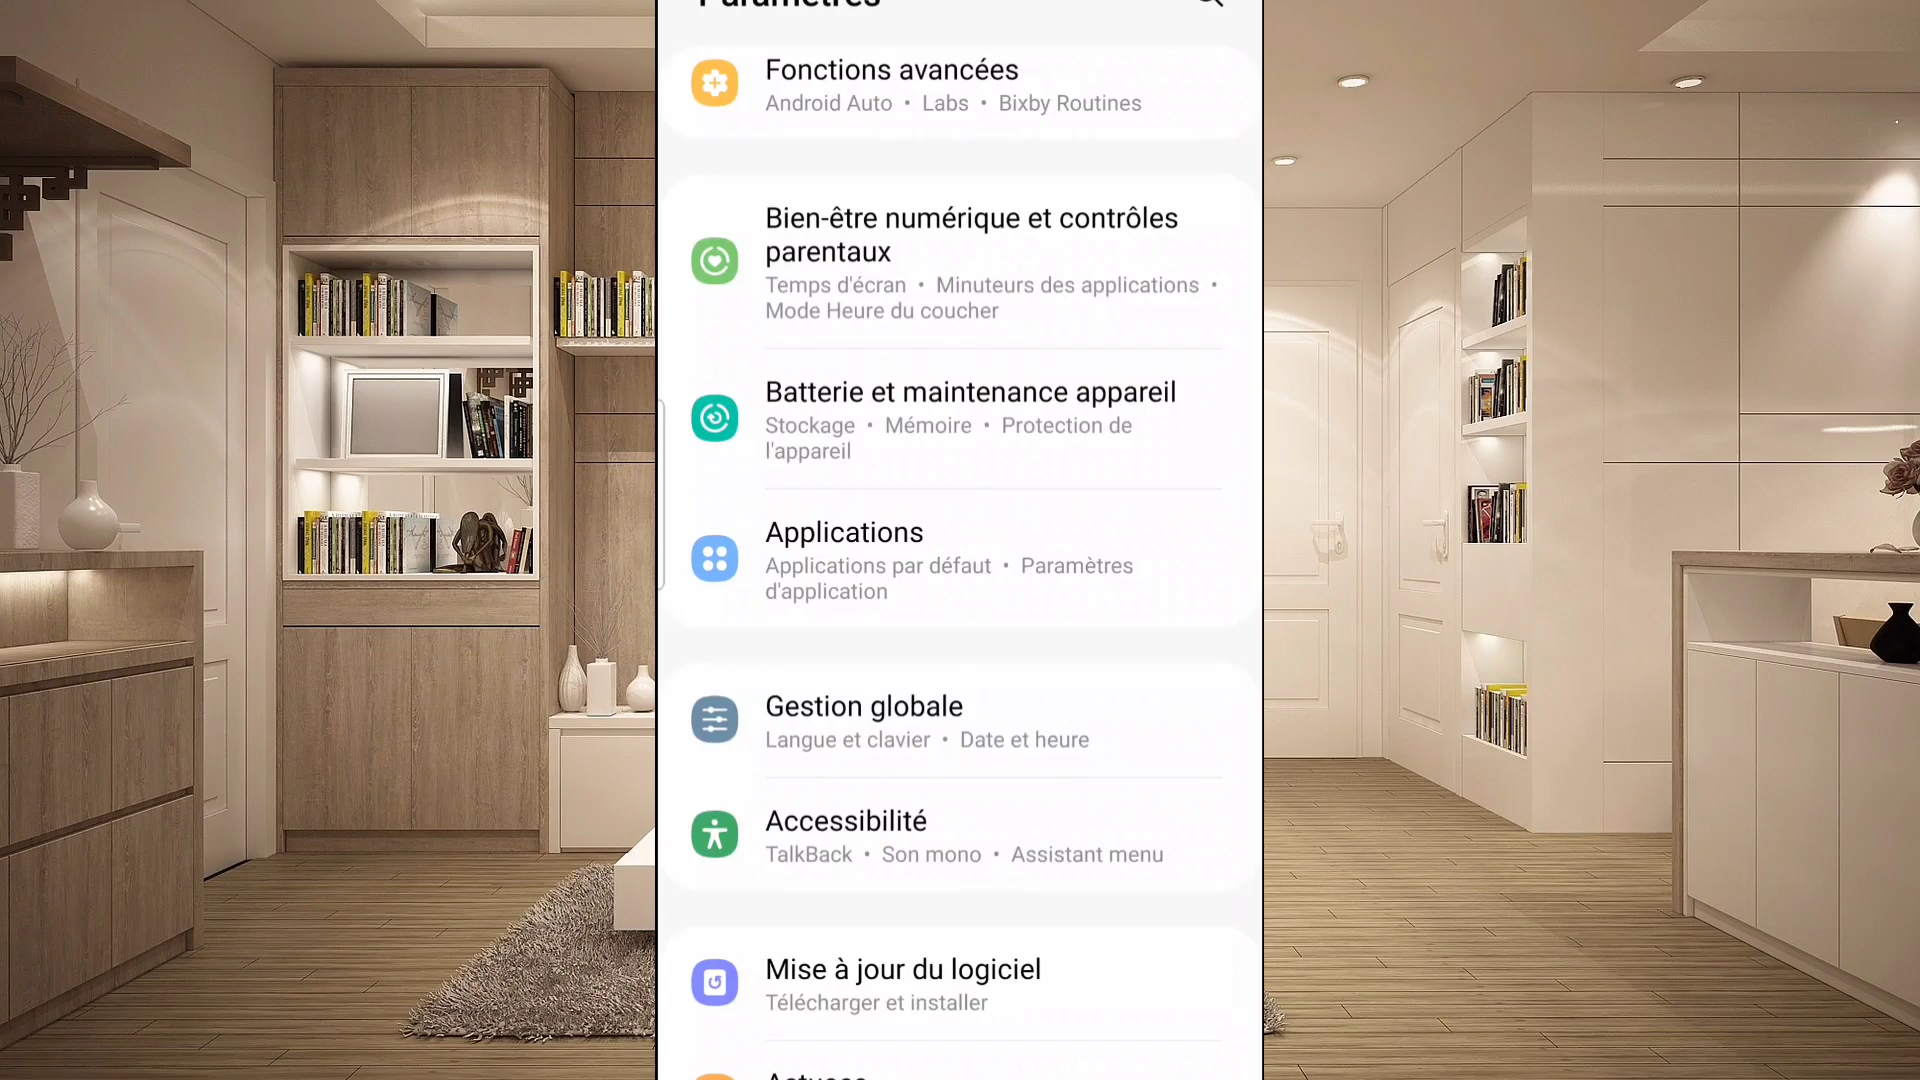 Paramètres
Fonctions avancées
Android Auto • Labs • Bixby Routines
Bien-être numérique et contrôles
parentaux
Temps d'écran • Minuteurs des applications •
Mode Heure du coucher
Batterie et maintenance appareil
Stockage • Mémoire • Protection de
l'appareil
Applications
Applications par défaut • Paramètres
d'application
Gestion globale
Langue et clavier • Date et heure
Accessibilité
TalkBack • Son mono • Assistant menu
Mise à jour du logiciel
Télécharger et installer
Astuces